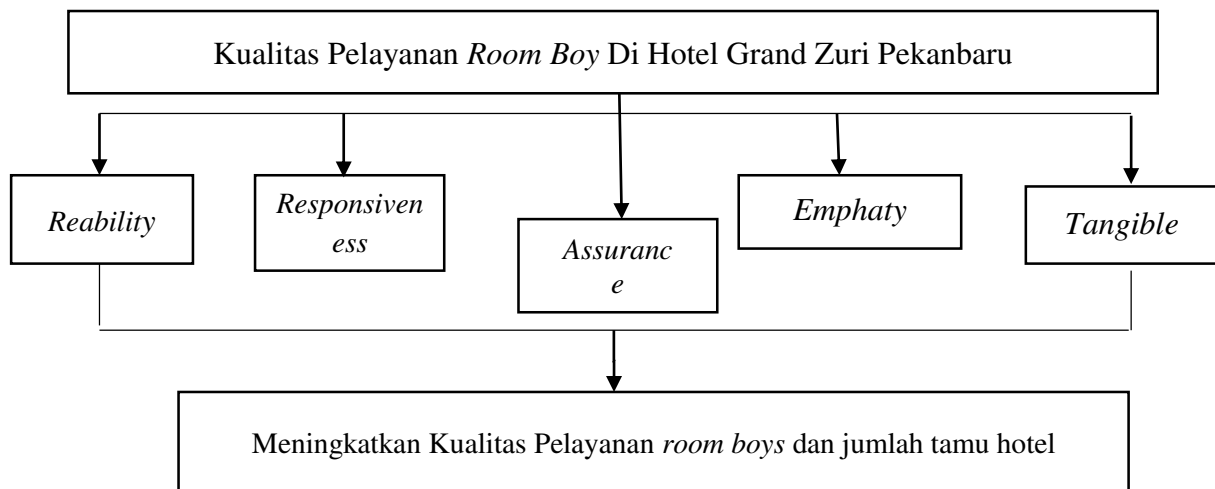 Kualitas Pelayanan Room Boy Di Hotel Grand Zuri Pekanbaru
Reability
Responsiven
ess
Assuranc
e
Emphaty
Tangible
Meningkatkan Kualitas Pelayanan room boys dan jumlah tamu hotel